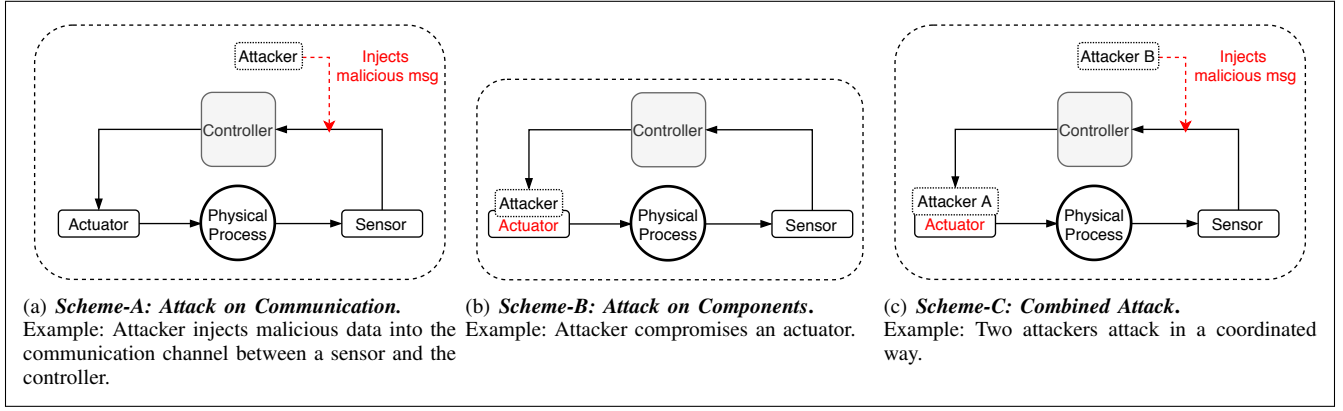 Attacker
Injects
malicious msg
Controller
Actuator
Physical
Process
Sensor
(a) Scheme-A: Attack on Communication.
Example: Attacker injects malicious data into the
communication channel between a sensor and the
controller.
Controller
Attacker
Actuator
Physical
Process
Sensor
(b) Scheme-B: Attack on Components.
Example: Attacker compromises an actuator.
Attacker B
Injects
malicious msg
Controller
Attacker A
Actuator
Physical
Process
Sensor
(c) Scheme-C: Combined Attack.
Example: Two attackers attack in a coordinated
way.